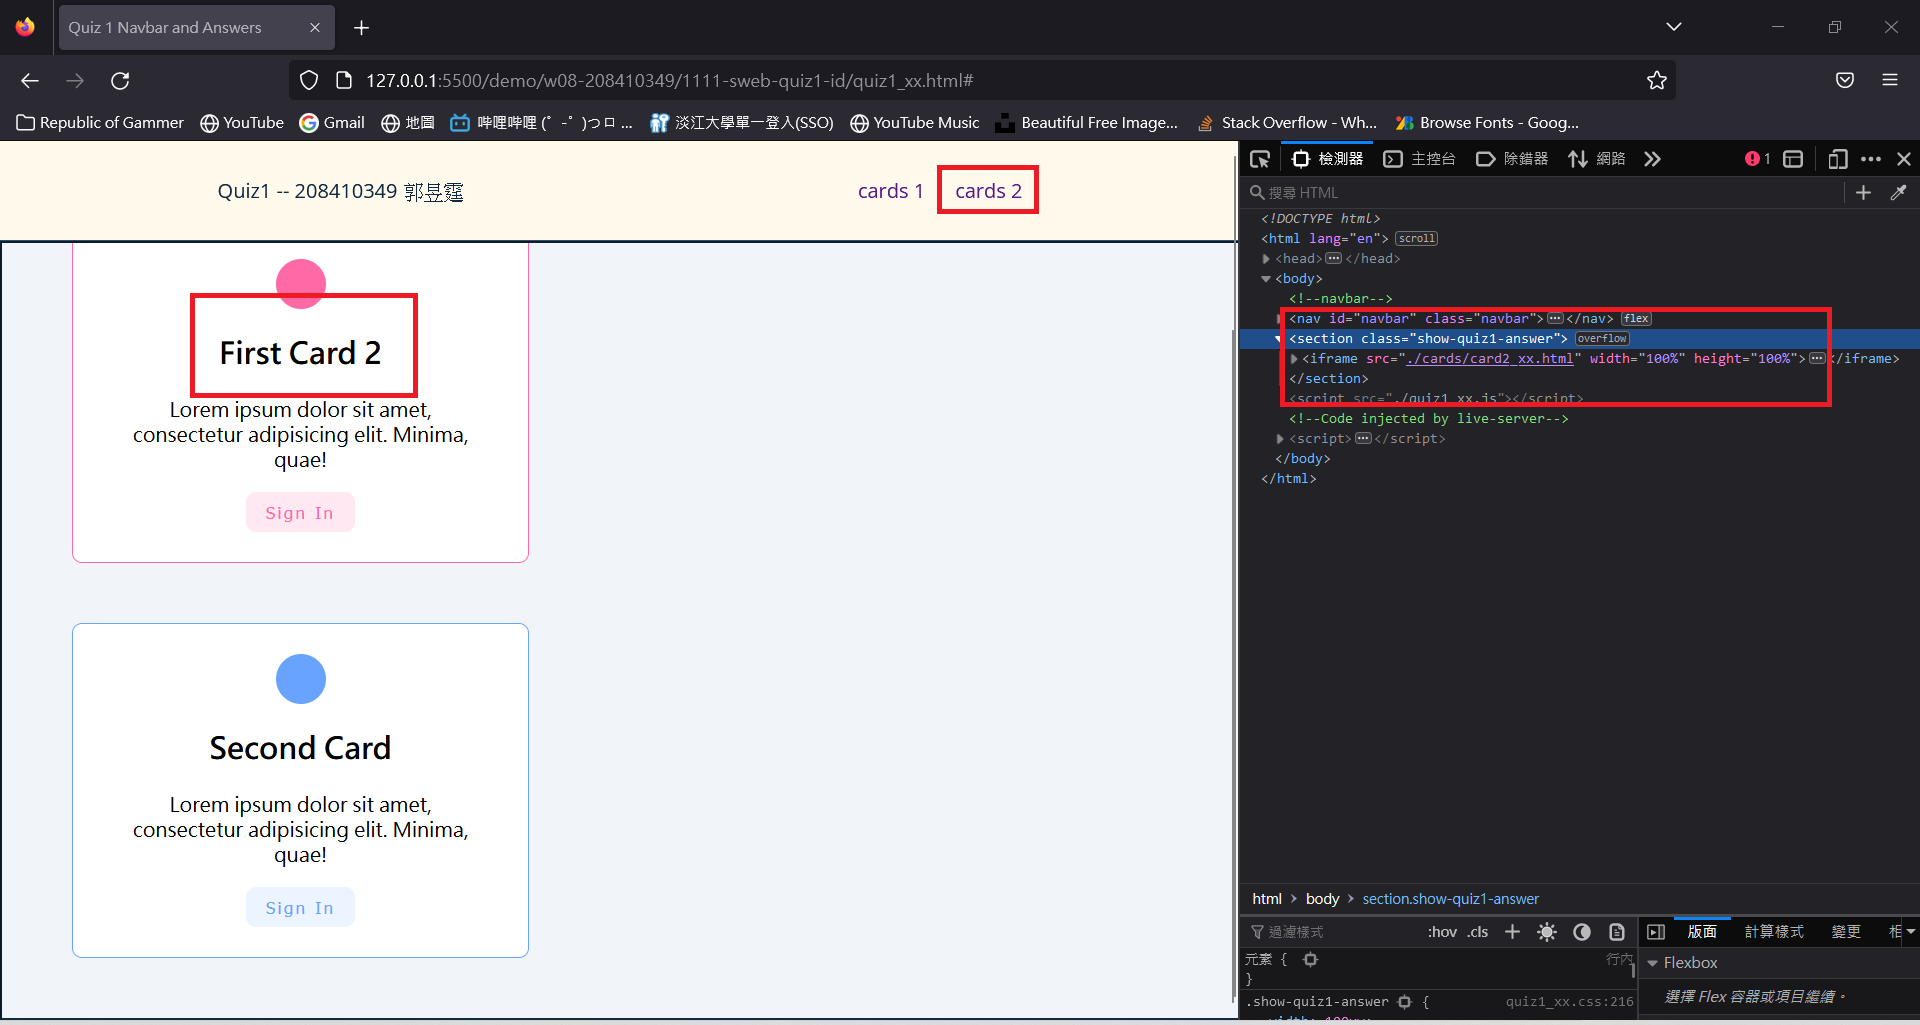 Quiz 1 Navbar and Answers
127.0.0.1:5500/demo/w08-208410349/1111-sweb-quiz1-id/quiz1_xx.html#
Republic of Gammer
YouTube
Gmail
地圖
嗶哩嗶哩 (゜-゜)つロ ...
淡江大學單一登入(SSO)
YouTube Music
Beautiful Free Image...
Stack Overflow - Wh...
Browse Fonts - Goog...
Quiz1 -- 208410349 郭昱霆
cards 1
cards 2
First Card 2
Lorem ipsum dolor sit amet,
consectetur adipisicing elit. Minima,
quae!
Sign In
Second Card
Lorem ipsum dolor sit amet,
consectetur adipisicing elit. Minima,
quae!
Sign In
檢測器
主控台
除錯器
網路
1
搜尋 HTML
<!DOCTYPE html>
<html lang="en"> scroll
<head> ••• </head>
<body>
<!--navbar-->
<nav id="navbar" class="navbar"> ••• </nav> flex
<section class="show-quiz1-answer"> overflow
<iframe src="./cards/card2_xx.html" width="100%" height="100%"> ••• </iframe>
</section>
<script src="./quiz1_xx.js"></script>
<!--Code injected by live-server-->
<script> ••• </script>
</body>
</html>
html > body > section.show-quiz1-answer
過濾樣式
:hov .cls
版面
計算樣式
變更
相
元素 {
行內
}
.show-quiz1-answer {
quiz1_xx.css:216
width: 100vw;
Flexbox
選擇 Flex 容器或項目繼續。